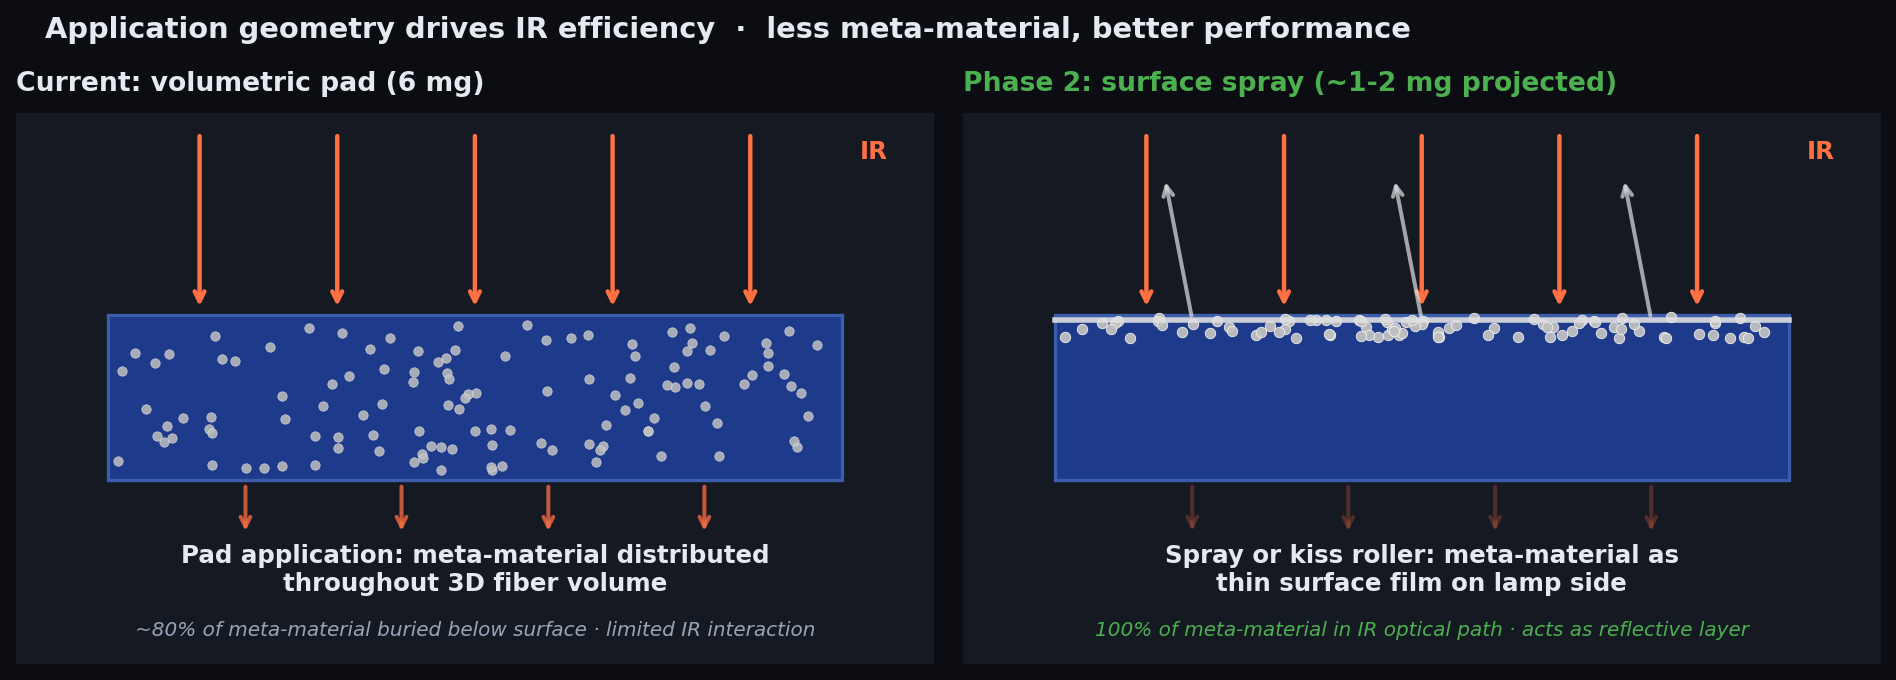 Application geometry drives IR efficiency · less meta-material, better performance
Current: volumetric pad (6 mg)
IR
Pad application: meta-material distributed
throughout 3D fiber volume
~80% of meta-material buried below surface · limited IR interaction
Phase 2: surface spray (~1-2 mg projected)
IR
Spray or kiss roller: meta-material as
thin surface film on lamp side
100% of meta-material in IR optical path · acts as reflective layer